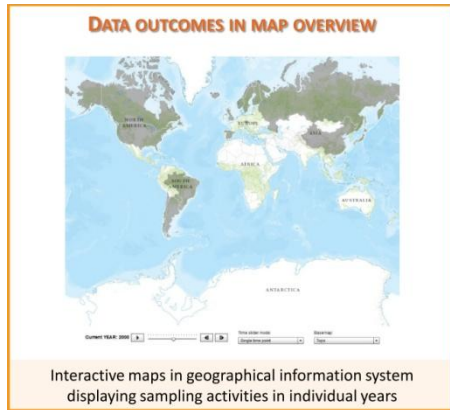 DATA OUTCOMES IN MAP OVERVIEW
NORTH
AMERICA
EUROPE
ASIA
AFRICA
SOUTH
AMERICA
AUSTRALIA
ANTARCTICA
Time slider mode
Basemap
Current YEAR: 2000
Single time point
Topo
Interactive maps in geographical information system
displaying sampling activities in individual years